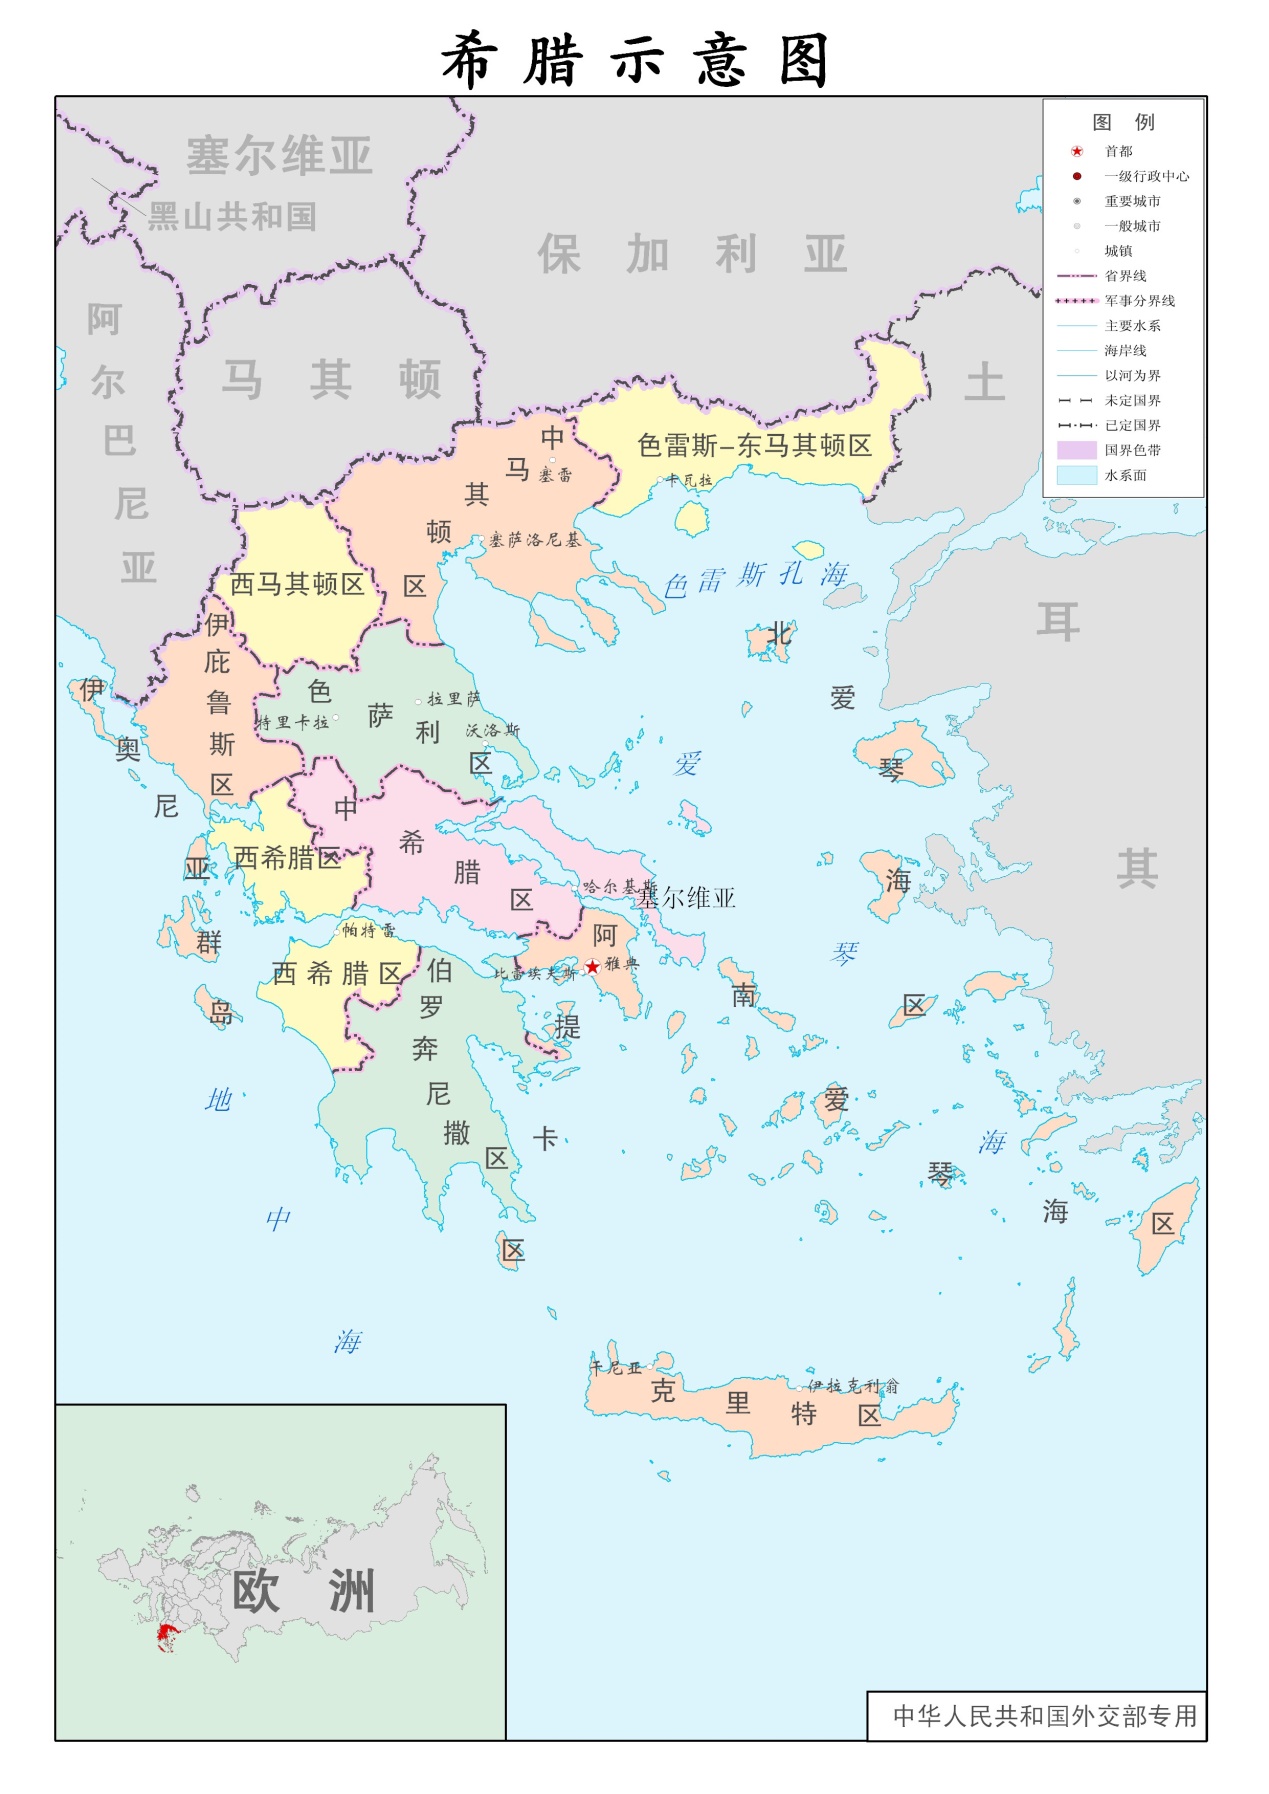 希腊示意图
图 例
首都
一级行政中心
重要城市
一般城市
城镇
省界线
军事分界线
主要水系
海岸线
以河为界
未定国界
已定国界
国界色带
水系面
塞尔维亚
黑山共和国
保加利亚
阿尔巴尼亚
马其顿
土耳其
色雷斯-东马其顿区
卡瓦拉
中马其顿区
塞雷
塞萨洛尼基
西马其顿区
色雷斯孔海
伊庇鲁斯区
色萨利区
拉里萨
特里卡拉
沃洛斯
伊奥尼亚群岛
北爱琴海区
爱琴海
中希腊区
西希腊区
哈尔基斯
塞尔维亚
帕特雷
西希腊区
阿提卡区
雅典
比雷埃夫斯
伯罗奔尼撒区
南爱琴海区
地中海
卡尼亚
伊拉克利翁
克里特区
欧洲
中华人民共和国外交部专用